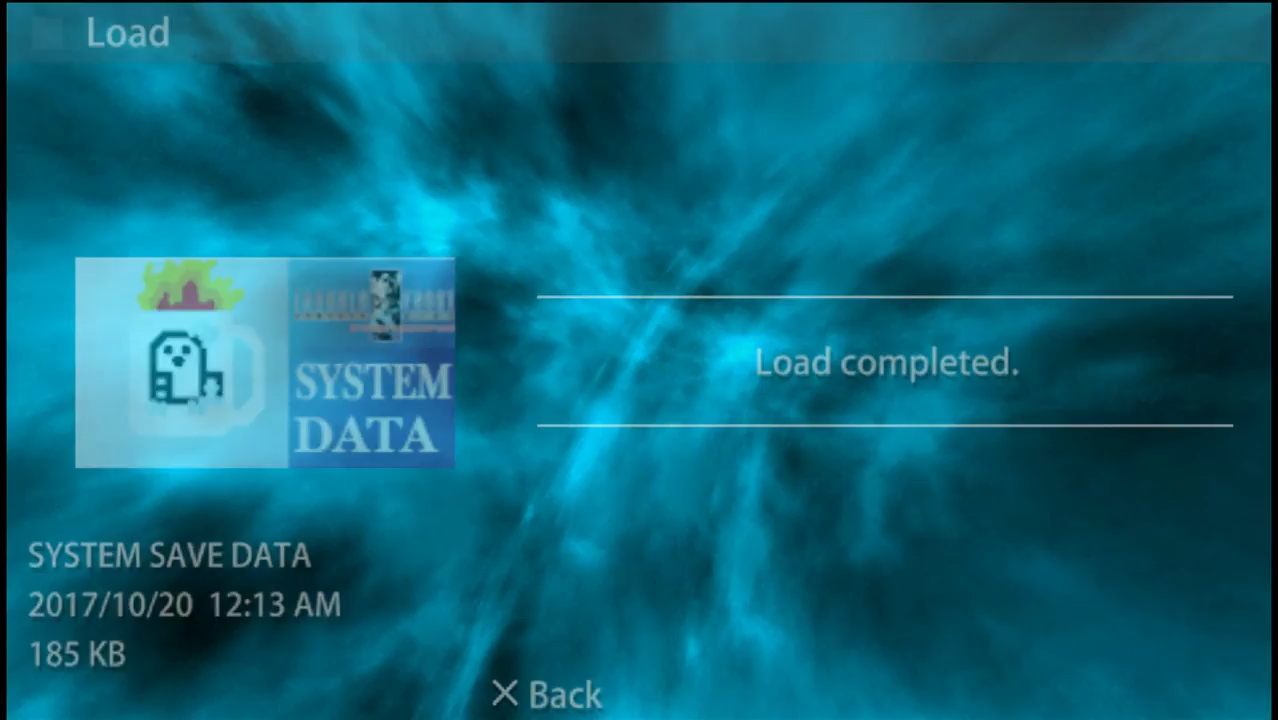 Load
SYSTEM
DATA
Load completed.
SYSTEM SAVE DATA
2017/10/20 12:13 AM
185 KB
Back